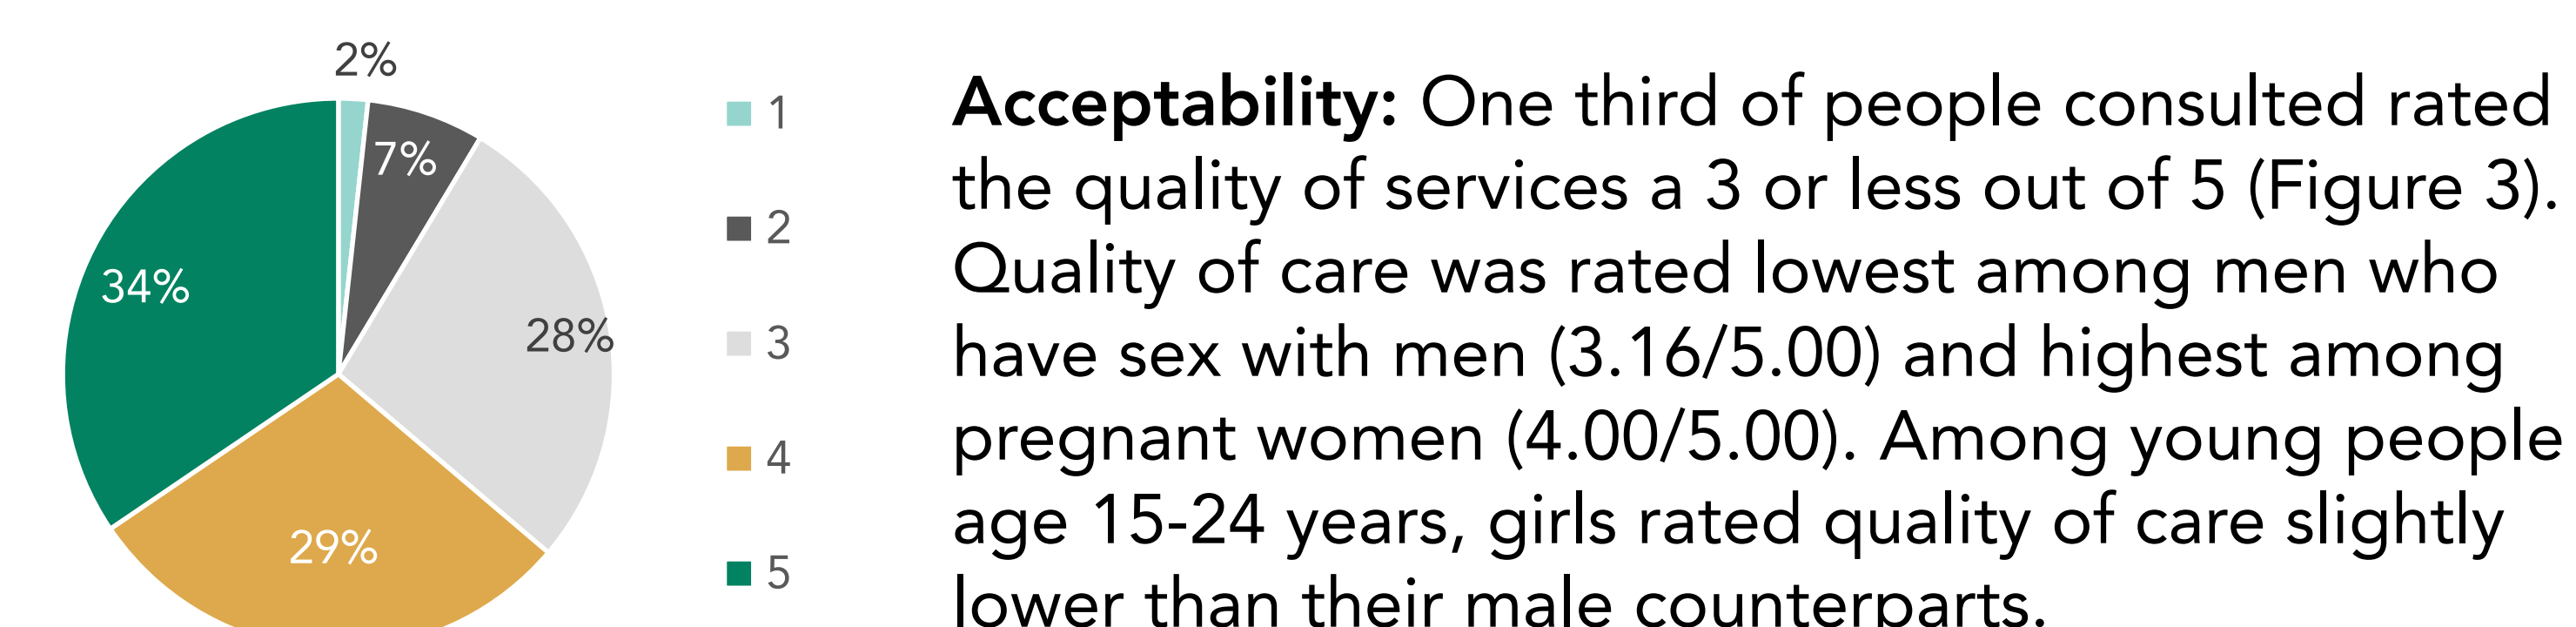 2%
7%
28%
29%
34%
1
2
3
4
5
Acceptability: One third of people consulted rated
the quality of services a 3 or less out of 5 (Figure 3).
Quality of care was rated lowest among men who
have sex with men (3.16/5.00) and highest among
pregnant women (4.00/5.00). Among young people
age 15-24 years, girls rated quality of care slightly
lower than their male counterparts.